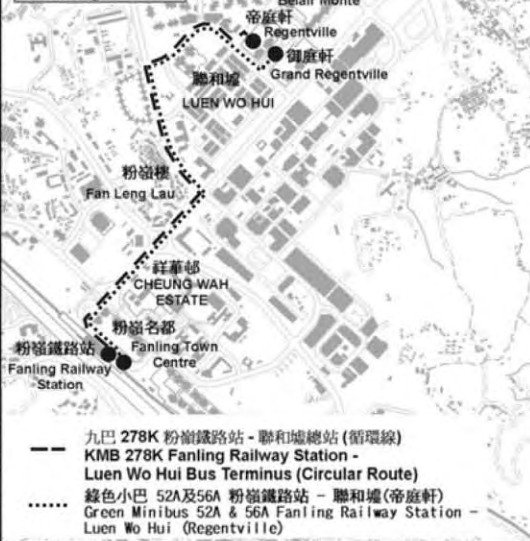 Belair Monte
帝庭軒
Regentville
御庭軒
Grand Regentville
聯和墟
LUEN WO HUI
粉嶺樓
Fan Leng Lau
祥華邨
CHEUNG WAH
ESTATE
粉嶺名都
Fanling Town
Centre
粉嶺鐵路站
Fanling Railway
Station
九巴 278K 粉嶺鐵路站 - 聯和墟總站 (循環線)
KMB 278K Fanling Railway Station -
Luen Wo Hui Bus Terminus (Circular Route)
綠色小巴 52A及56A 粉嶺鐵路站 - 聯和墟(帝庭軒)
Green Minibus 52A & 56A Fanling Railway Station -
Luen Wo Hui (Regentville)